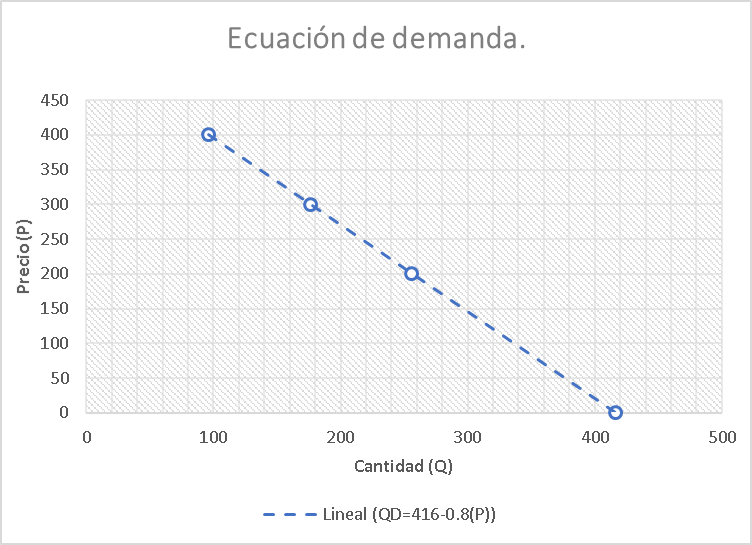 Ecuación de demanda.
450
400
350
300
250
200
150
100
50
0
Precio (P)
0 100 200 300 400 500
Cantidad (Q)
Lineal (QD=416-0.8(P))